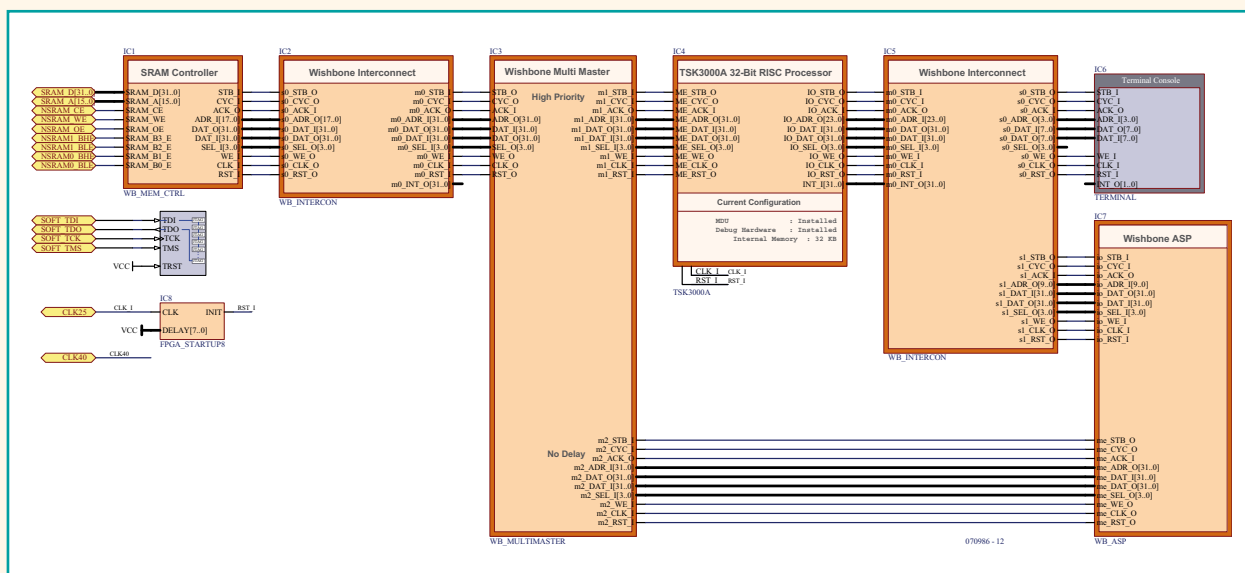 IC1
SRAM Controller
SRAM_D[31..0]
SRAM_A[15..0]
SRAM_CE
SRAM_WE
SRAM_OE
NSRAM1_BHE
NSRAM1_BLE
NSRAM0_BHE
NSRAM0_BLE
SRAM_D[31..0] STB_I
SRAM_A[15..0] CYC_I
SRAM_CE ACK_O
SRAM_WE ADR_I[17..0]
SRAM_OE DAT_O[31..0]
SRAM_B3_E DAT_I[31..0]
SRAM_B2_E SEL_I[3..0]
SRAM_B1_E WE_I
SRAM_B0_E CLK_I
RST_I
WB_MEM_CTRL
IC2
Wishbone Interconnect
s0_STB_O m0_STB_I
s0_CYC_O m0_CYC_I
s0_ACK_I m0_ACK_O
s0_ADR_O[17..0] m0_ADR_I[31..0]
s0_DAT_I[31..0] m0_DAT_O[31..0]
s0_DAT_O[31..0] m0_DAT_I[31..0]
s0_SEL_O[3..0] m0_SEL_I[3..0]
s0_WE_O m0_WE_I
s0_CLK_O m0_CLK_I
s0_RST_O m0_RST_I
m0_INT_O[31..0]
WB_INTERCON
IC3
Wishbone Multi Master
High Priority
STB_O m1_STB_I
CYC_O m1_CYC_I
ACK_I m1_ACK_O
ADR_O[31..0] m1_ADR_I[31..0]
DAT_I[31..0] m1_DAT_O[31..0]
DAT_O[31..0] m1_DAT_I[31..0]
SEL_O[3..0] m1_SEL_I[3..0]
WE_O m1_WE_I
CLK_O m1_CLK_I
RST_O m1_RST_I
No Delay
m2_STB_I
m2_CYC_I
m2_ACK_O
m2_ADR_I[31..0]
m2_DAT_O[31..0]
m2_DAT_I[31..0]
m2_SEL_I[3..0]
m2_WE_I
m2_CLK_I
m2_RST_I
WB_MULTIMASTER
IC4
TSK3000A 32-Bit RISC Processor
ME_STB_O IO_STB_O
ME_CYC_O IO_CYC_O
ME_ACK_I IO_ACK_I
ME_ADR_O[31..0] IO_ADR_O[23..0]
ME_DAT_I[31..0] IO_DAT_I[31..0]
ME_DAT_O[31..0] IO_DAT_O[31..0]
ME_SEL_O[3..0] IO_SEL_O[3..0]
ME_WE_O IO_WE_O
ME_CLK_O IO_CLK_O
ME_RST_O IO_RST_O
INT_I[31..0]
Current Configuration
MDU : Installed
Debug Hardware : Installed
Internal Memory : 32 KB
CLK_I CLK_I
RST_I RST_I
TSK3000A
IC5
Wishbone Interconnect
m0_STB_I s0_STB_O
m0_CYC_I s0_CYC_O
m0_ACK_O s0_ACK_I
m0_ADR_I[23..0] s0_ADR_O[3..0]
m0_DAT_O[31..0] s0_DAT_I[7..0]
m0_DAT_I[31..0] s0_DAT_O[7..0]
m0_SEL_I[3..0] s0_SEL_O[3..0]
m0_WE_I s0_WE_O
m0_CLK_I s0_CLK_O
m0_RST_I s0_RST_O
m0_INT_O[31..0]
s1_STB_O
s1_CYC_O
s1_ACK_I
s1_ADR_O[9..0]
s1_DAT_I[31..0]
s1_DAT_O[31..0]
s1_SEL_O[3..0]
s1_WE_O
s1_CLK_O
s1_RST_O
WB_INTERCON
IC6
Terminal Console
STB_I
CYC_I
ACK_O
ADR_I[3..0]
DAT_O[7..0]
DAT_I[7..0]
WE_I
CLK_I
RST_I
INT_O[1..0]
TERMINAL
IC7
Wishbone ASP
io_STB_I
io_CYC_I
io_ACK_O
io_ADR_I[9..0]
io_DAT_O[31..0]
io_DAT_I[31..0]
io_SEL_I[3..0]
io_WE_I
io_CLK_I
io_RST_I
me_STB_O
me_CYC_O
me_ACK_I
me_ADR_O[31..0]
me_DAT_I[31..0]
me_DAT_O[31..0]
me_SEL_O[3..0]
me_WE_O
me_CLK_O
me_RST_O
WB_ASP
SOFT_TDI TDI
SOFT_TDO TDO
SOFT_TCK TCK
SOFT_TMS TMS
VCC TRST
IC8
CLK25 CLK_I CLK INIT RST_I
VCC DELAY[7..0]
FPGA_STARTUP8
CLK40 CLK40
070986 - 12